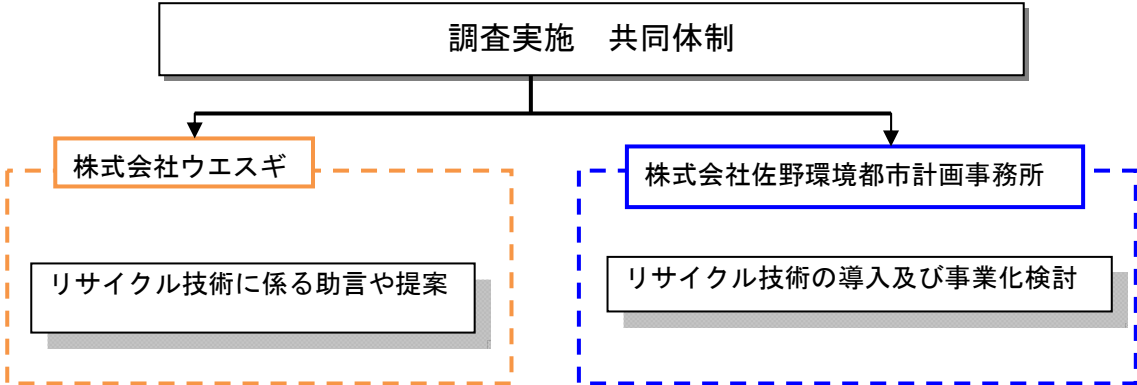 調査実施　共同体制
株式会社ウエスギ
株式会社佐野環境都市計画事務所
リサイクル技術に係る助言や提案
リサイクル技術の導入及び事業化検討